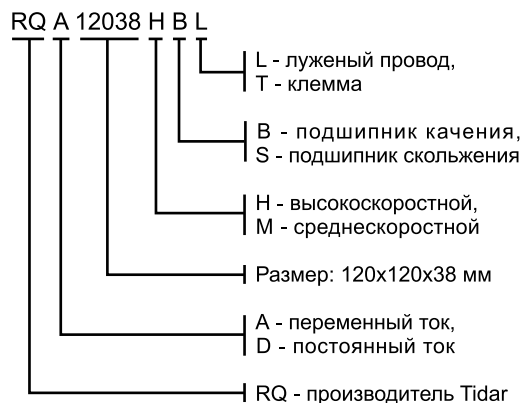 RQ A 12038 H B L
L - луженый провод,
T - клемма
B - подшипник качения,
S - подшипник скольжения
H - высокоскоростной,
M - среднескоростной
Размер: 120х120х38 мм
A - переменный ток,
D - постоянный ток
RQ - производитель Tidar